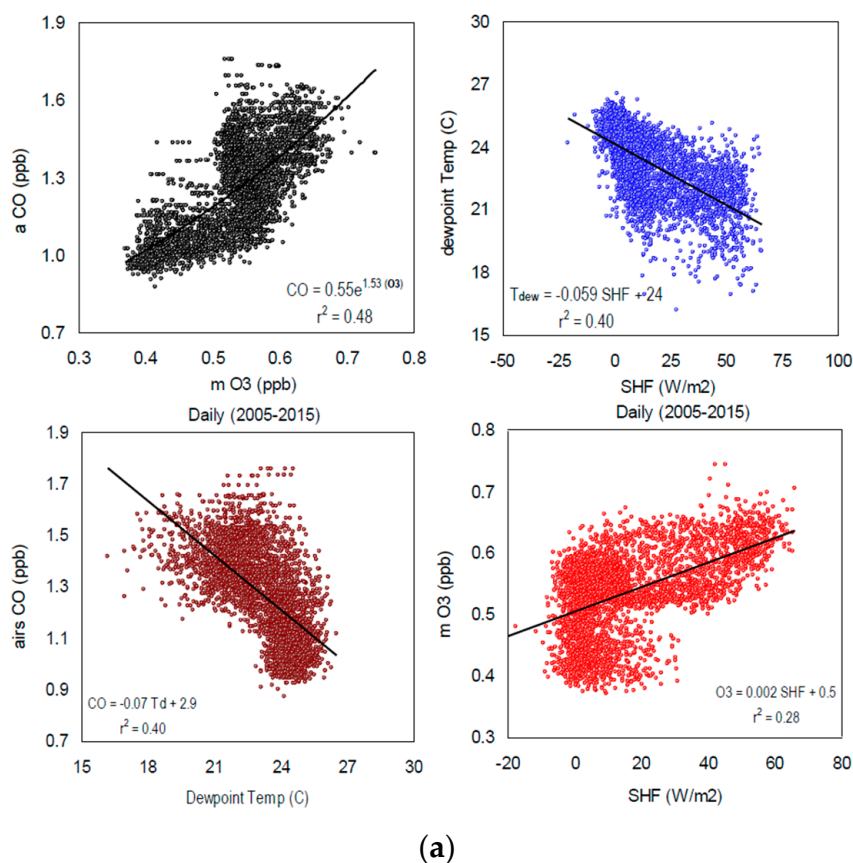 1.9
1.6
1.3
1.0
0.7
a CO (ppb)
CO = 0.55e^1.53 (O3)
r² = 0.48
0.3 0.4 0.5 0.6 0.7 0.8
m O3 (ppb)
30
27
24
21
18
15
dewpoint Temp (C)
Tdew = -0.059 SHF + 24
r² = 0.40
-50 -25 0 25 50 75 100
SHF (W/m2)
Daily (2005-2015)
1.9
1.7
1.5
1.3
1.1
0.9
0.7
airs CO (ppb)
CO = -0.07 Td + 2.9
r² = 0.40
15 18 21 24 27 30
Dewpoint Temp (C)
Daily (2005-2015)
0.8
0.7
0.6
0.5
0.4
0.3
m O3 (ppb)
O3 = 0.002 SHF + 0.5
r² = 0.28
-20 0 20 40 60 80
SHF (W/m2)
(a)